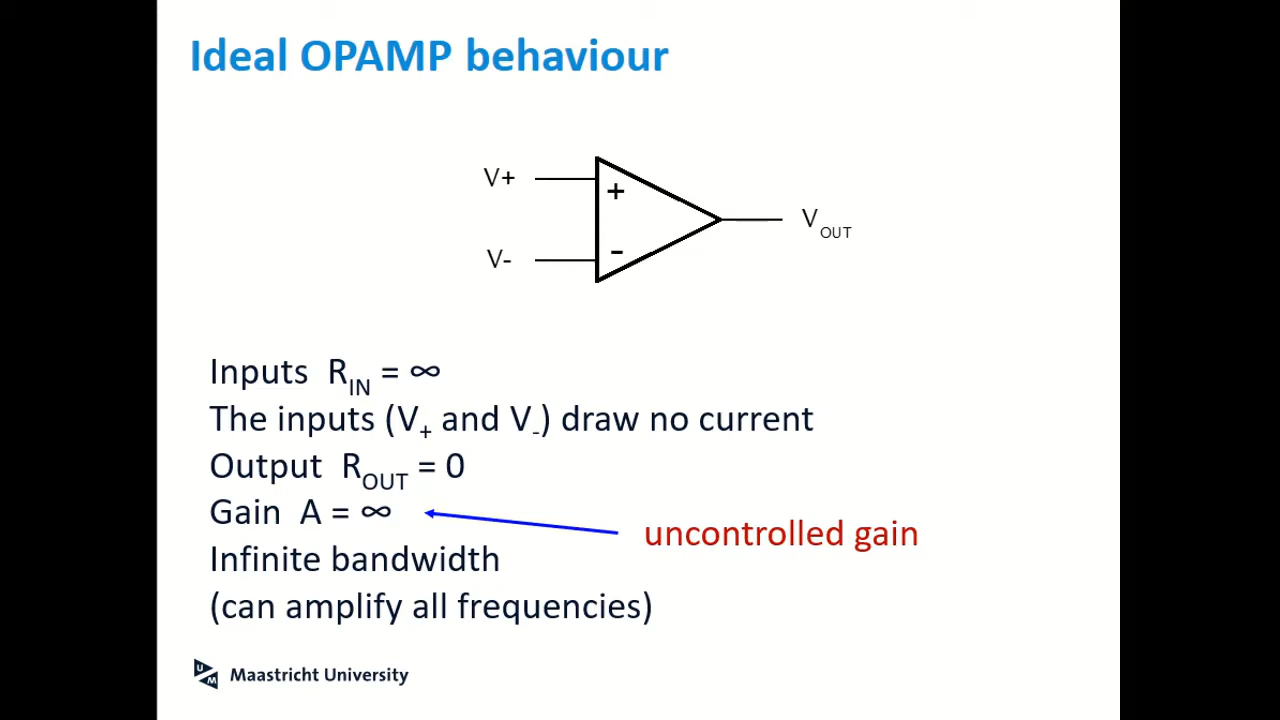 Ideal OPAMP behaviour
V+
+
V-
-
VOUT
Inputs RIN = ∞
The inputs (V+ and V-) draw no current
Output ROUT = 0
Gain A = ∞
uncontrolled gain
Infinite bandwidth
(can amplify all frequencies)
UM Maastricht University